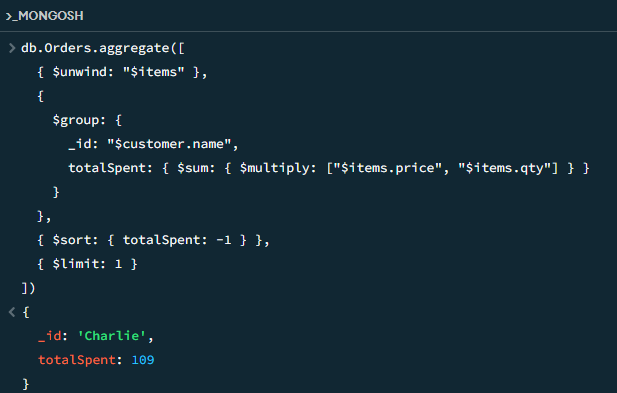 >_MONGOSH
> db.Orders.aggregate([
{ $unwind: "$items" },
{
$group: {
_id: "$customer.name",
totalSpent: { $sum: { $multiply: ["$items.price", "$items.qty"] } }
}
},
{ $sort: { totalSpent: -1 } },
{ $limit: 1 }
])
< {
_id: 'Charlie',
totalSpent: 109
}